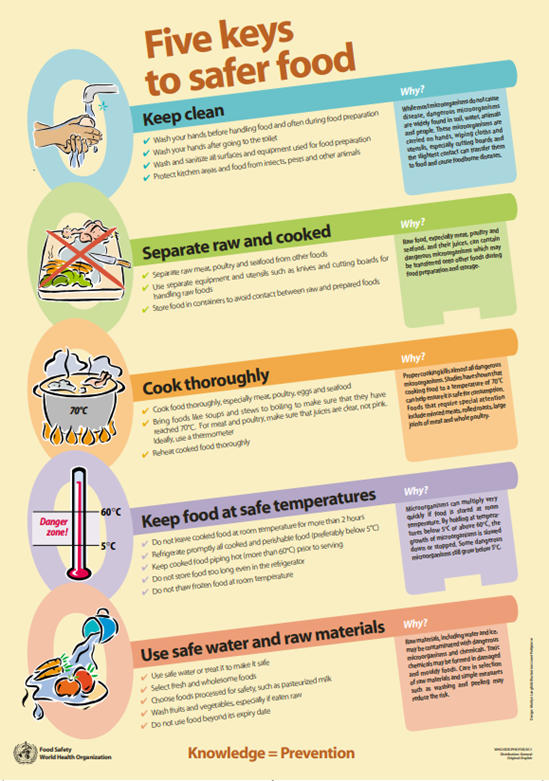 Five keys
to safer food
Keep clean
✔ Wash your hands before handling food and often during food preparation
✔ Wash your hands after going to the toilet
✔ Wash and sanitize all surfaces and equipment used for food preparation
✔ Protect kitchen areas and food from insects, pests and other animals
Why?
While most microorganisms do not cause
disease, dangerous microorganisms
are widely found in soil, water, animals
and people. These microorganisms are
carried on hands, wiping cloths and
utensils, especially cutting boards and
the slightest contact can transfer them
to food and cause foodborne diseases.
Separate raw and cooked
✔ Separate raw meat, poultry and seafood from other foods
✔ Use separate equipment and utensils such as knives and cutting boards for
handling raw foods
✔ Store food in containers to avoid contact between raw and prepared foods
Why?
Raw food, especially meat, poultry and
seafood, and their juices, can contain
dangerous microorganisms which may
be transferred onto other foods during
food preparation and storage.
70°C
Cook thoroughly
✔ Cook food thoroughly, especially meat, poultry, eggs and seafood
✔ Bring foods like soups and stews to boiling to make sure that they have
reached 70°C. For meat and poultry, make sure that juices are clear, not pink.
Ideally, use a thermometer
✔ Reheat cooked food thoroughly
Why?
Proper cooking kills almost all dangerous
microorganisms. Studies have shown that
cooking food to a temperature of 70°C
can help ensure it is safe for consumption.
Foods that require special attention
include minced meats, rolled roasts, large
joints of meat and whole poultry.
Danger
zone!
60°C
5°C
Keep food at safe temperatures
✔ Do not leave cooked food at room temperature for more than 2 hours
✔ Refrigerate promptly all cooked and perishable food (preferably below 5°C)
✔ Keep cooked food piping hot (more than 60°C) prior to serving
✔ Do not store food too long even in the refrigerator
✔ Do not thaw frozen food at room temperature
Why?
Microorganisms can multiply very
quickly if food is stored at room
temperature. By holding at tempera-
tures below 5°C or above 60°C, the
growth of microorganisms is slowed
down or stopped. Some dangerous
microorganisms still grow below 5°C.
Use safe water and raw materials
✔ Use safe water or treat it to make it safe
✔ Select fresh and wholesome foods
✔ Choose foods processed for safety, such as pasteurized milk
✔ Wash fruits and vegetables, especially if eaten raw
✔ Do not use food beyond its expiry date
Why?
Raw materials, including water and ice,
may be contaminated with dangerous
microorganisms and chemicals. Toxic
chemicals may be formed in damaged
and mouldy foods. Care in selection
of raw materials and simple measures
such as washing and peeling may
reduce the risk.
Food Safety
World Health Organization
Knowledge = Prevention
Distribution: General
Original: English